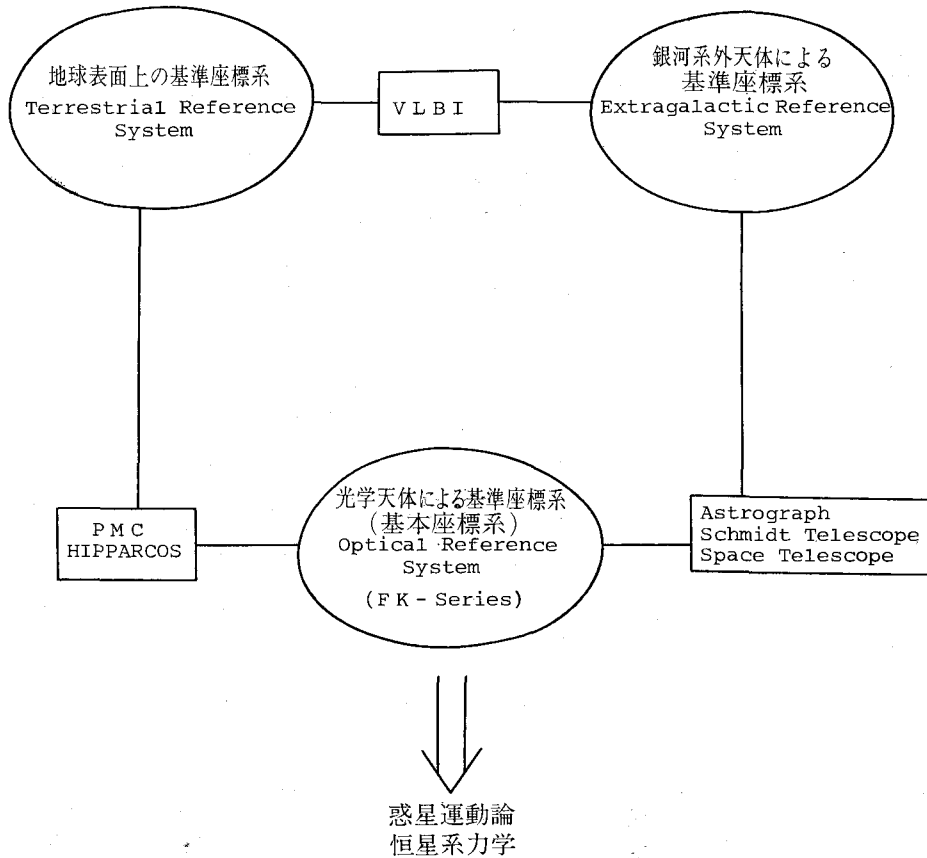 地球表面上の基準座標系
Terrestrial Reference
System
VLBI
銀河系外天体による
基準座標系
Extragalactic Reference
System
PMC
HIPPARCOS
光学天体による基準座標系
(基本座標系)
Optical Reference
System
(FK-Series)
Astrograph
Schmidt Telescope
Space Telescope
惑星運動論
恒星系力学